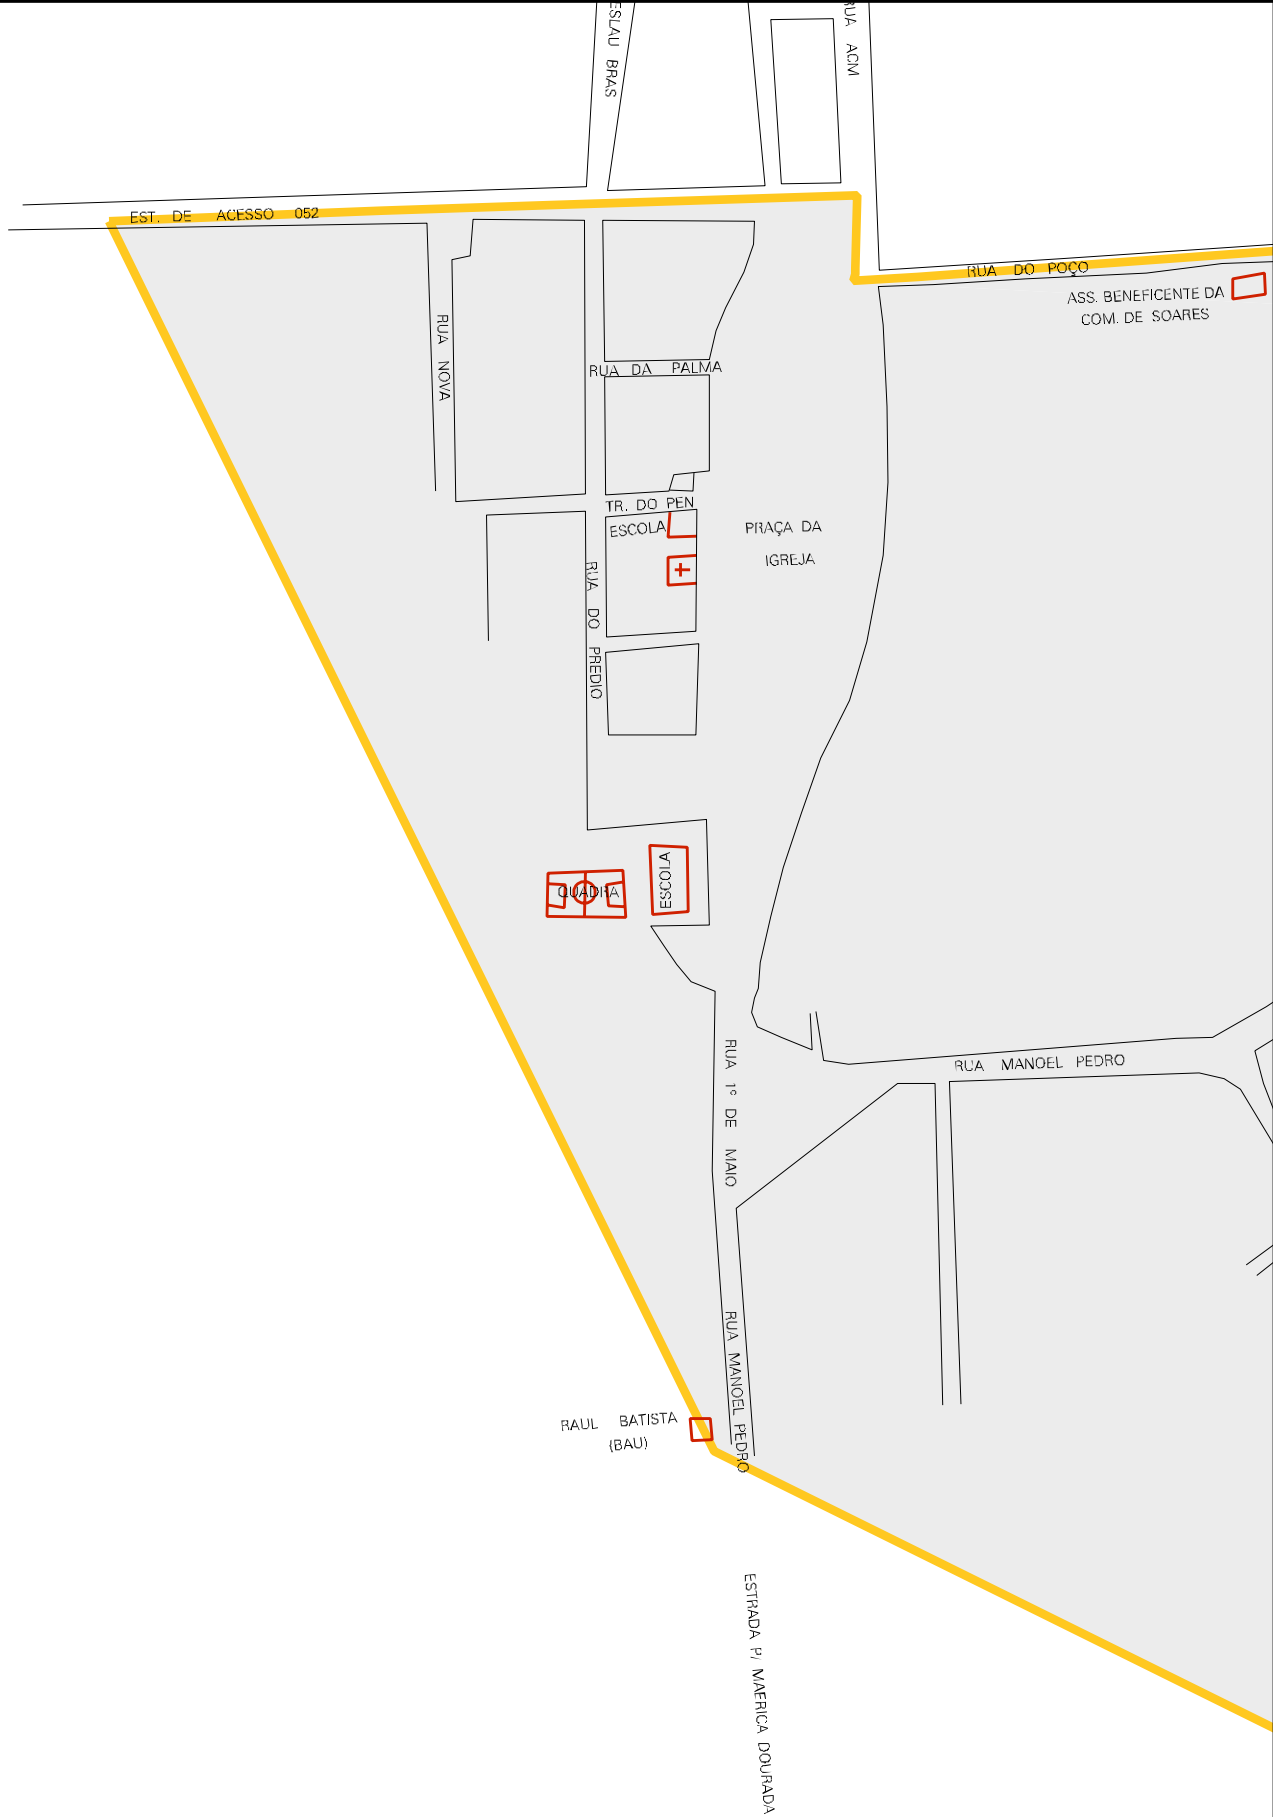 ESLAU BRAS
RUA ACM
EST. DE ACESSO 052
RUA DO POÇO
ASS. BENEFICENTE DA
COM. DE SOARES
RUA NOVA
RUA DA PALMA
TR. DO PEN
ESCOLA
PRAÇA DA
IGREJA
RUA DO PREDIO
QUADRA
ESCOLA
RUA 1º DE MAIO
RUA MANOEL PEDRO
RUA MANOEL PEDRO
RAUL BATISTA
(BAU)
ESTRADA P/ MAERICA DOURADA